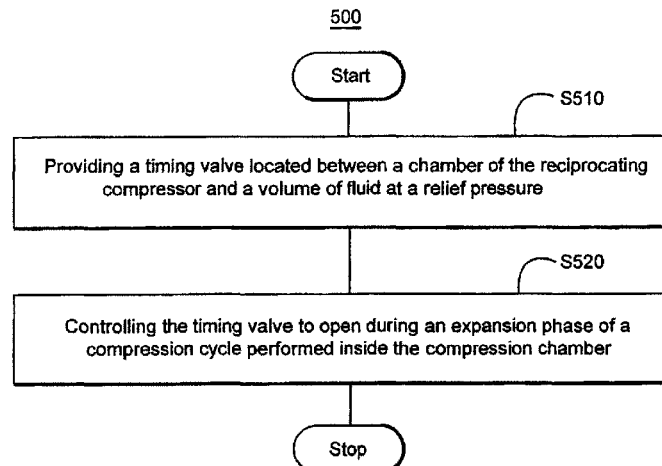 500
Start
S510
Providing a timing valve located between a chamber of the reciprocating
compressor and a volume of fluid at a relief pressure
S520
Controlling the timing valve to open during an expansion phase of a
compression cycle performed inside the compression chamber
Stop